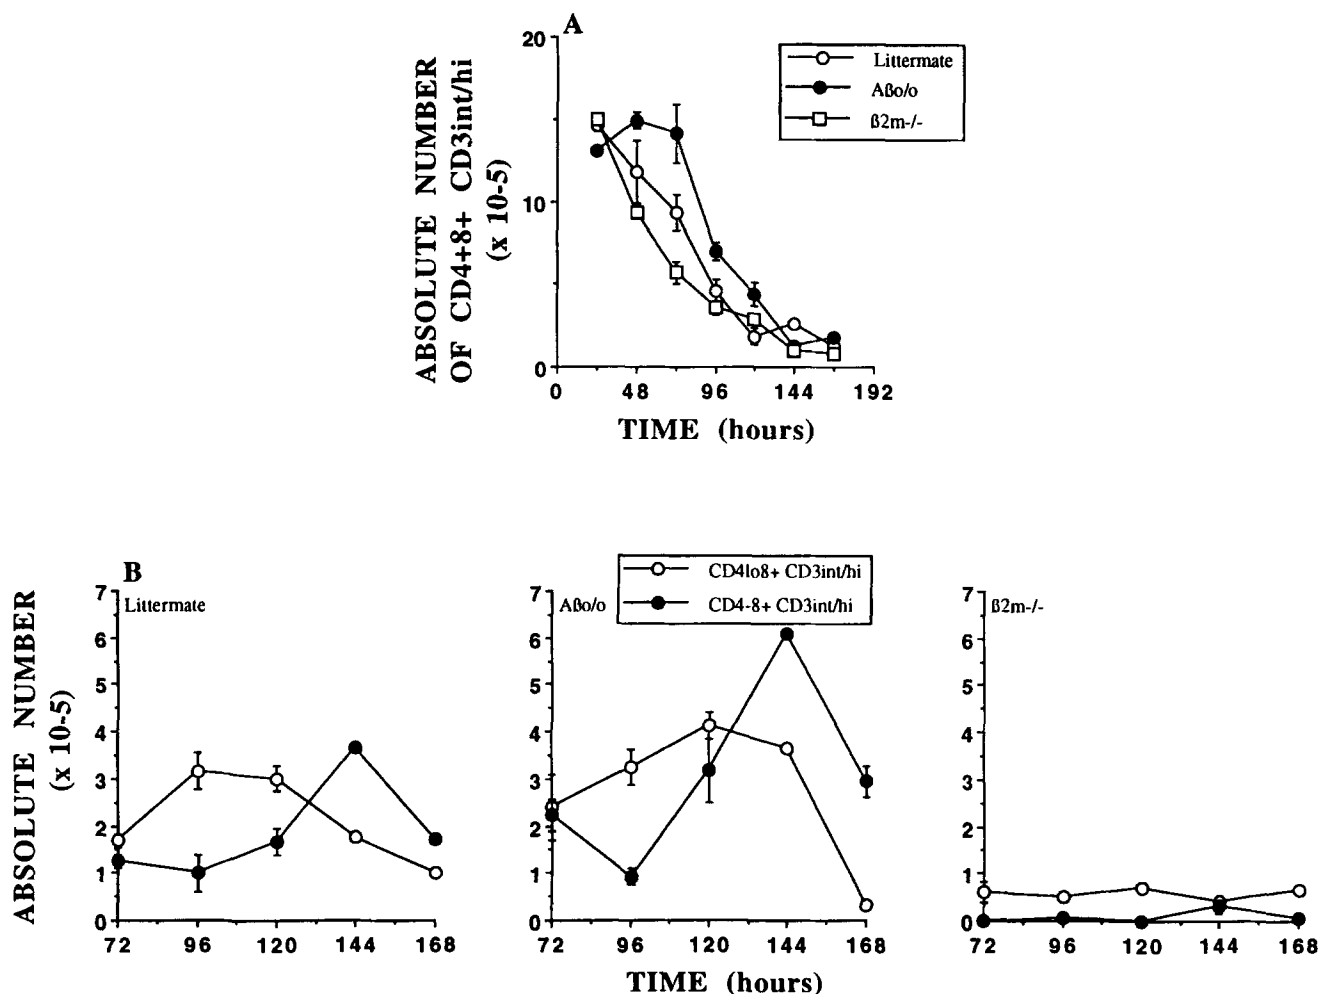 A
ABSOLUTE NUMBER
OF CD4+8+ CD3int/hi
(x 10-5)
20
10
0
0 48 96 144 192
TIME (hours)
Littermate
Aßo/o
ß2m-/-
B
ABSOLUTE NUMBER
(x 10-5)
Littermate
7
6
5
4
3
2
1
0
72 96 120 144 168
Aßo/o
CD4lo8+ CD3int/hi
CD4-8+ CD3int/hi
7
6
5
4
3
2
1
0
72 96 120 144 168
TIME (hours)
ß2m-/-
7
6
5
4
3
2
1
0
72 96 120 144 168